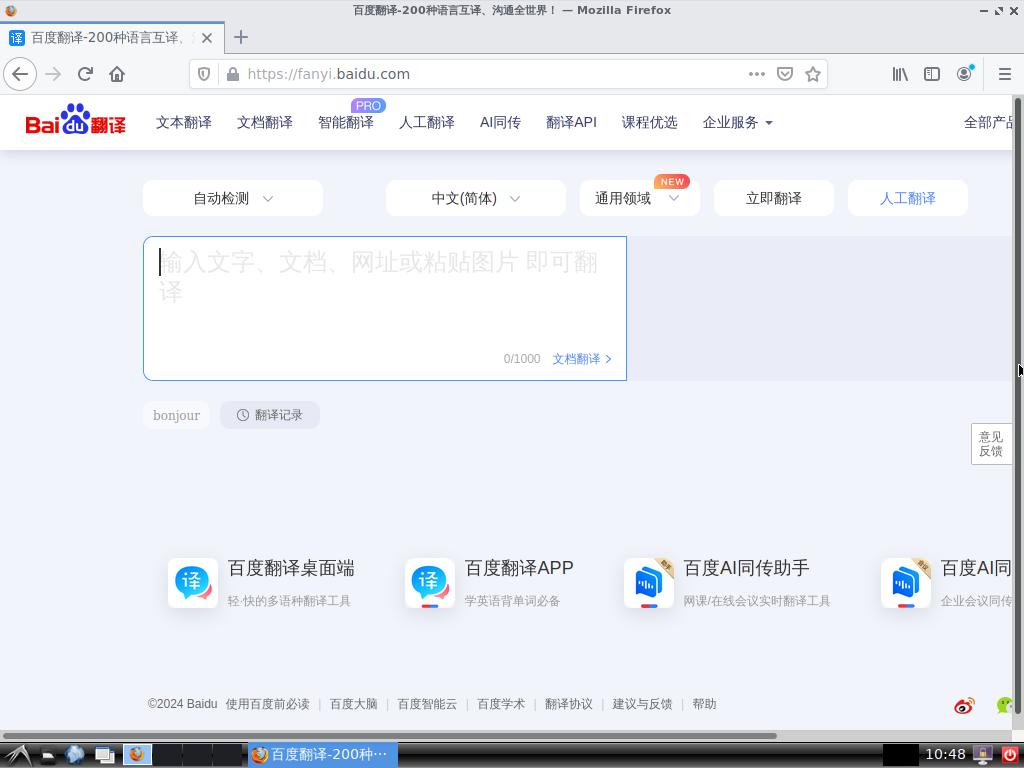 百度翻译-200种语言互译、沟通全世界！ — Mozilla Firefox
百度翻译-200种语言互译、
https://fanyi.baidu.com
Bai du 翻译
文本翻译
文档翻译
智能翻译
PRO
人工翻译
AI同传
翻译API
课程优选
企业服务
全部产品
自动检测
中文(简体)
通用领域
NEW
立即翻译
人工翻译
输入文字、文档、网址或粘贴图片 即可翻
译
0/1000
文档翻译
bonjour
翻译记录
意见
反馈
译
百度翻译桌面端
轻·快的多语种翻译工具
译
百度翻译APP
学英语背单词必备
助手
百度AI同传助手
网课/在线会议实时翻译工具
百度AI同
企业会议同传
©2024 Baidu 使用百度前必读 | 百度大脑 | 百度智能云 | 百度学术 | 翻译协议 | 建议与反馈 | 帮助
百度翻译-200种···
10:48